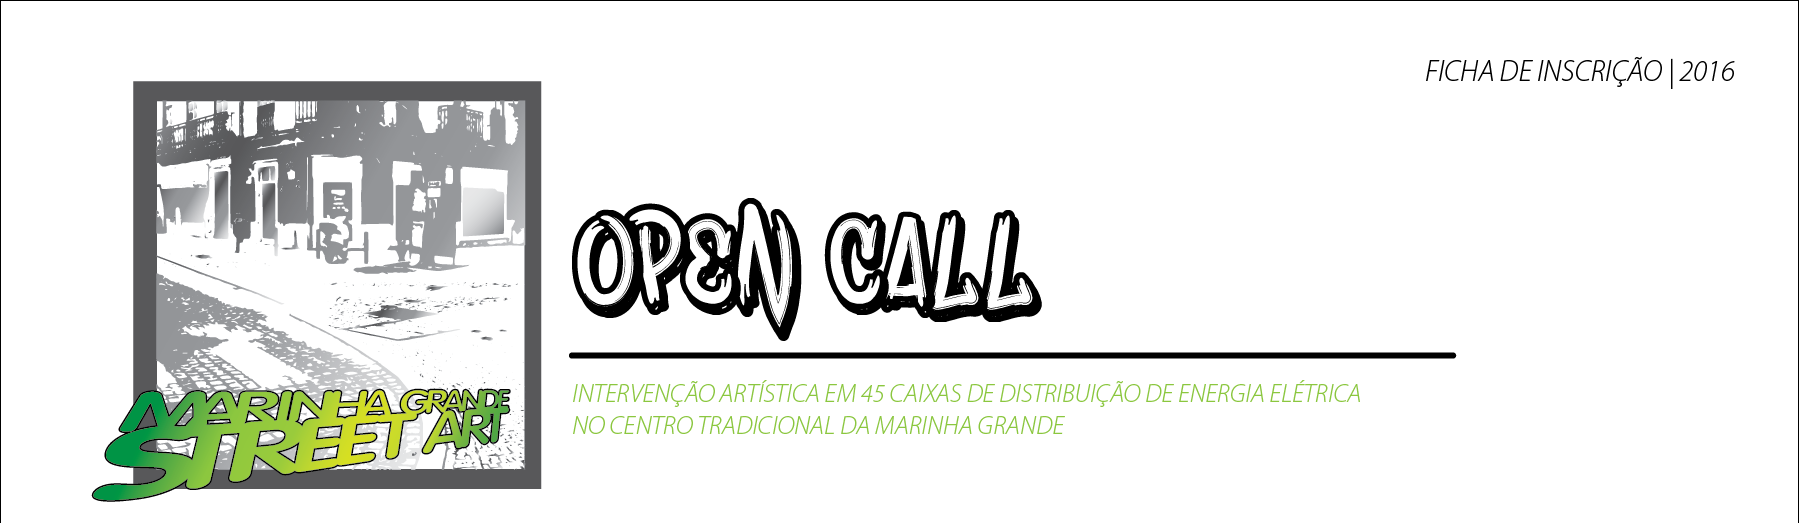 FICHA DE INSCRIÇÃO | 2016
OPEN CALL
INTERVENÇÃO ARTÍSTICA EM 45 CAIXAS DE DISTRIBUIÇÃO DE ENERGIA ELÉTRICA
NO CENTRO TRADICIONAL DA MARINHA GRANDE
MARINHA GRANDE
STREET ART